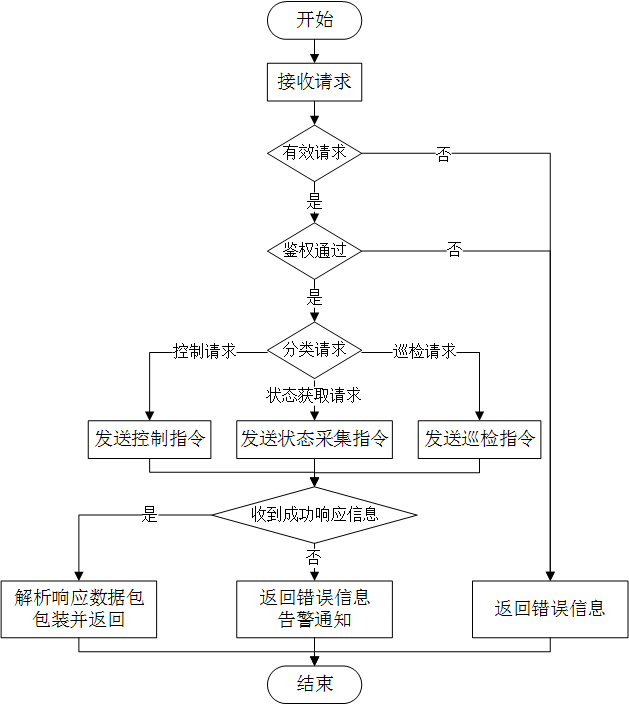 开始
接收请求
有效请求
否
是
鉴权通过
否
是
控制请求
分类请求
巡检请求
状态获取请求
发送控制指令
发送状态采集指令
发送巡检指令
是
收到成功响应信息
否
解析响应数据包
包装并返回
返回错误信息
告警通知
返回错误信息
结束